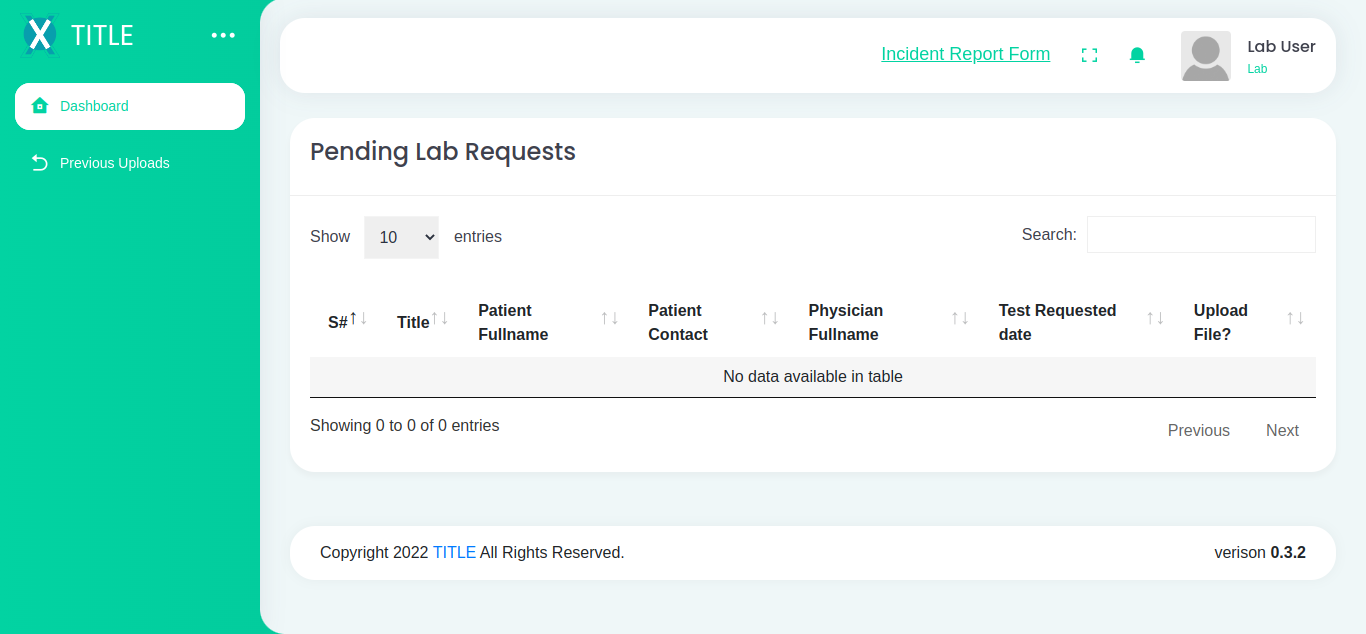 TITLE
Dashboard
Previous Uploads
Incident Report Form
Lab User
Lab
Pending Lab Requests
Show 10 entries
Search:
S# Title Patient Fullname Patient Contact Physician Fullname Test Requested date Upload File?
No data available in table
Showing 0 to 0 of 0 entries
Previous Next
Copyright 2022 TITLE All Rights Reserved.
verison 0.3.2